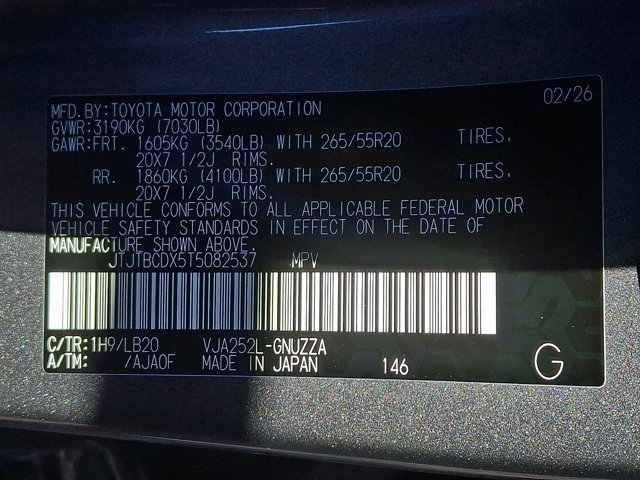 02/26
MFD.BY:TOYOTA MOTOR CORPORATION
GVWR:3190KG (7030LB)
GAWR:FRT. 1605KG (3540LB) WITH 265/55R20 TIRES,
20X7 1/2J RIMS.
RR. 1860KG (4100LB) WITH 265/55R20 TIRES,
20X7 1/2J RIMS.
THIS VEHICLE CONFORMS TO ALL APPLICABLE FEDERAL MOTOR
VEHICLE SAFETY STANDARDS IN EFFECT ON THE DATE OF
MANUFACTURE SHOWN ABOVE.
JTJTBCDX5T5082537 MPV
C/TR:1H9/LB20 VJA252L-GNUZZA
A/TM: /AJA0F MADE IN JAPAN 146
G